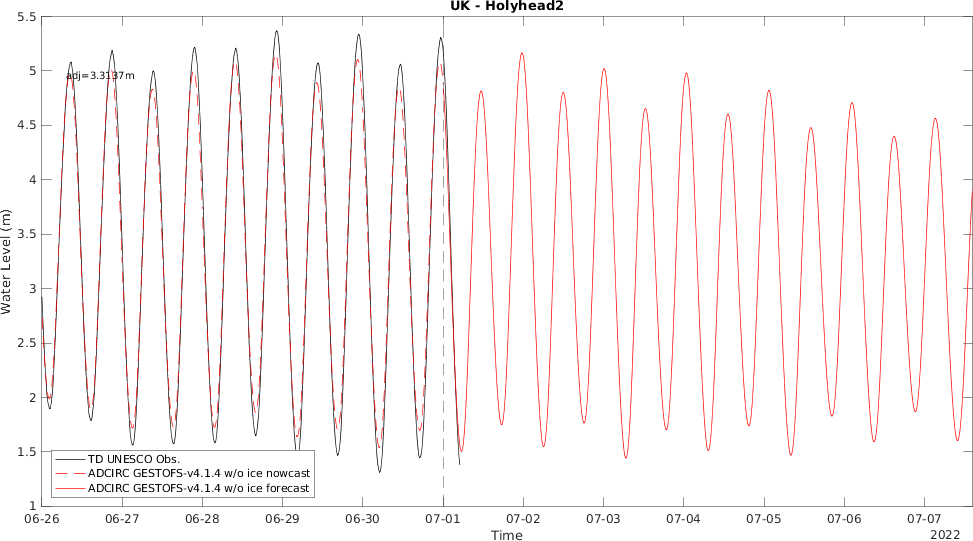 UK - Holyhead2
5.5
5
4.5
4
3.5
3
2.5
2
1.5
1
Water Level (m)
adj=3.3137m
TD UNESCO Obs.
ADCIRC GESTOFS-v4.1.4 w/o ice nowcast
ADCIRC GESTOFS-v4.1.4 w/o ice forecast
06-26 06-27 06-28 06-29 06-30 07-01 07-02 07-03 07-04 07-05 07-06 07-07
Time
2022